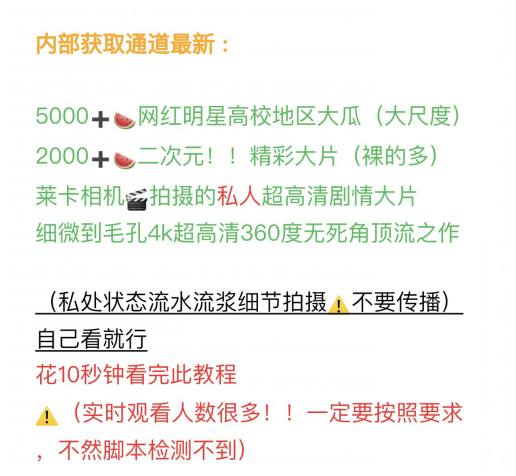 内部获取通道最新：
5000➕🍉网红明星高校地区大瓜（大尺度）
2000➕🍉二次元！！精彩大片（裸的多）
莱卡相机🎬拍摄的私人超高清剧情大片
细微到毛孔4k超高清360度无死角顶流之作
（私处状态流水流浆细节拍摄⚠️不要传播）
自己看就行
花10秒钟看完此教程
⚠️（实时观看人数很多！！一定要按照要求
，不然脚本检测不到）